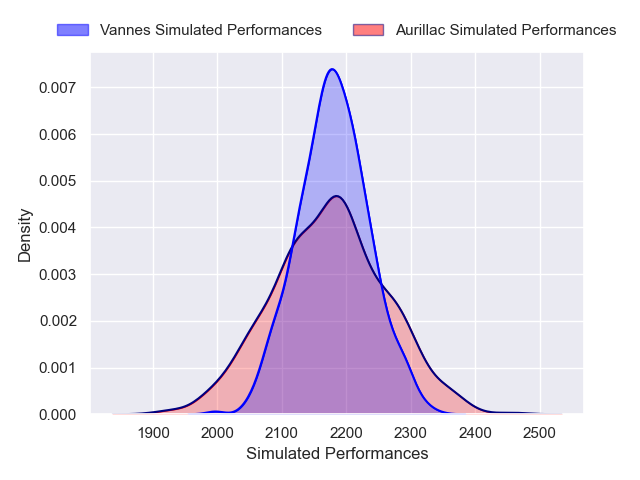 Vannes Simulated Performances
Aurillac Simulated Performances
0.007
0.006
0.005
0.004
0.003
0.002
0.001
0.000
Density
1900 2000 2100 2200 2300 2400 2500
Simulated Performances